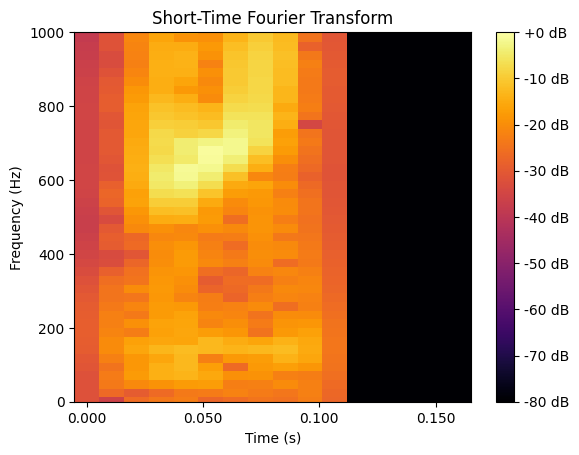 Short-Time Fourier Transform
1000
800
600
400
200
0
Frequency (Hz)
0.000
0.050
0.100
0.150
Time (s)
+0 dB
-10 dB
-20 dB
-30 dB
-40 dB
-50 dB
-60 dB
-70 dB
-80 dB